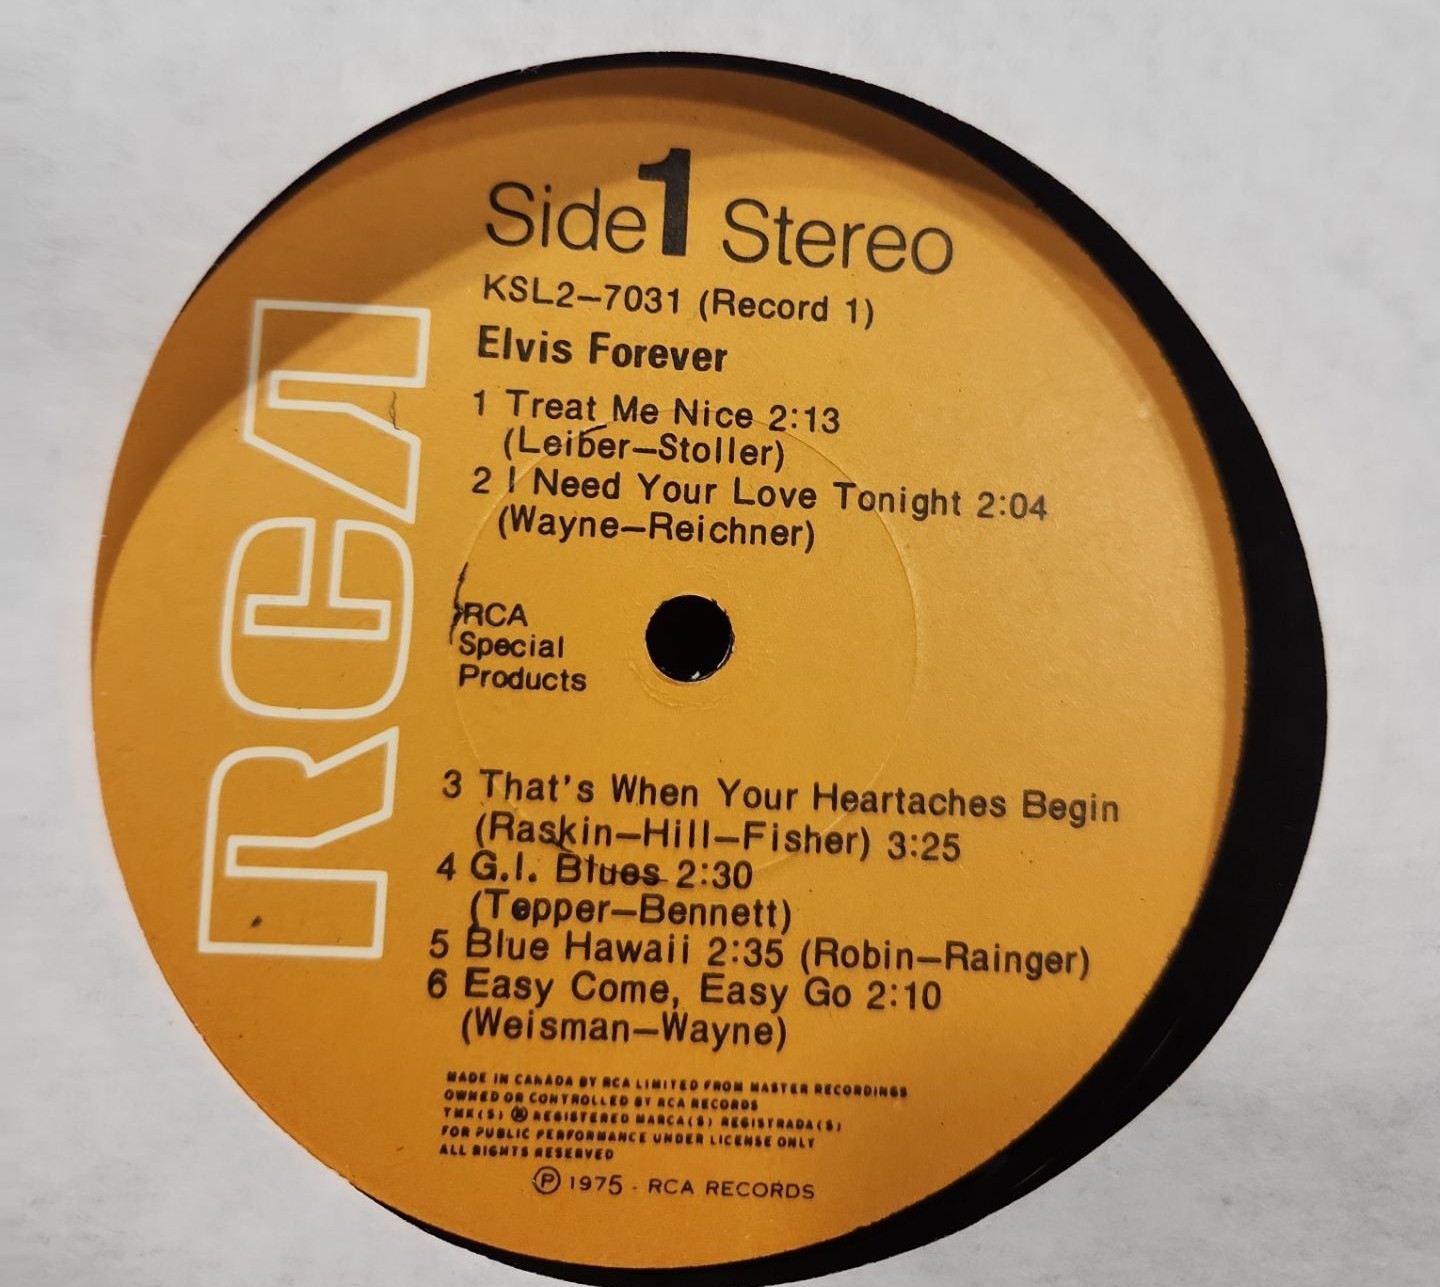 Side 1 Stereo
KSL2–7031 (Record 1)
Elvis Forever
1 Treat Me Nice 2:13
(Leiber–Stoller)
2 I Need Your Love Tonight 2:04
(Wayne–Reichner)
RCA
RCA
Special
Products
3 That's When Your Heartaches Begin
(Raskin–Hill–Fisher) 3:25
4 G.I. Blues 2:30
(Tepper–Bennett)
5 Blue Hawaii 2:35 (Robin–Rainger)
6 Easy Come, Easy Go 2:10
(Weisman–Wayne)
MADE IN CANADA BY RCA LIMITED FROM MASTER RECORDINGS
OWNED OR CONTROLLED BY RCA RECORDS
TMK(S) ® REGISTERED MARCA(S) REGISTRADA(S)
FOR PUBLIC PERFORMANCE UNDER LICENSE ONLY
ALL RIGHTS RESERVED
℗ 1975 · RCA RECORDS